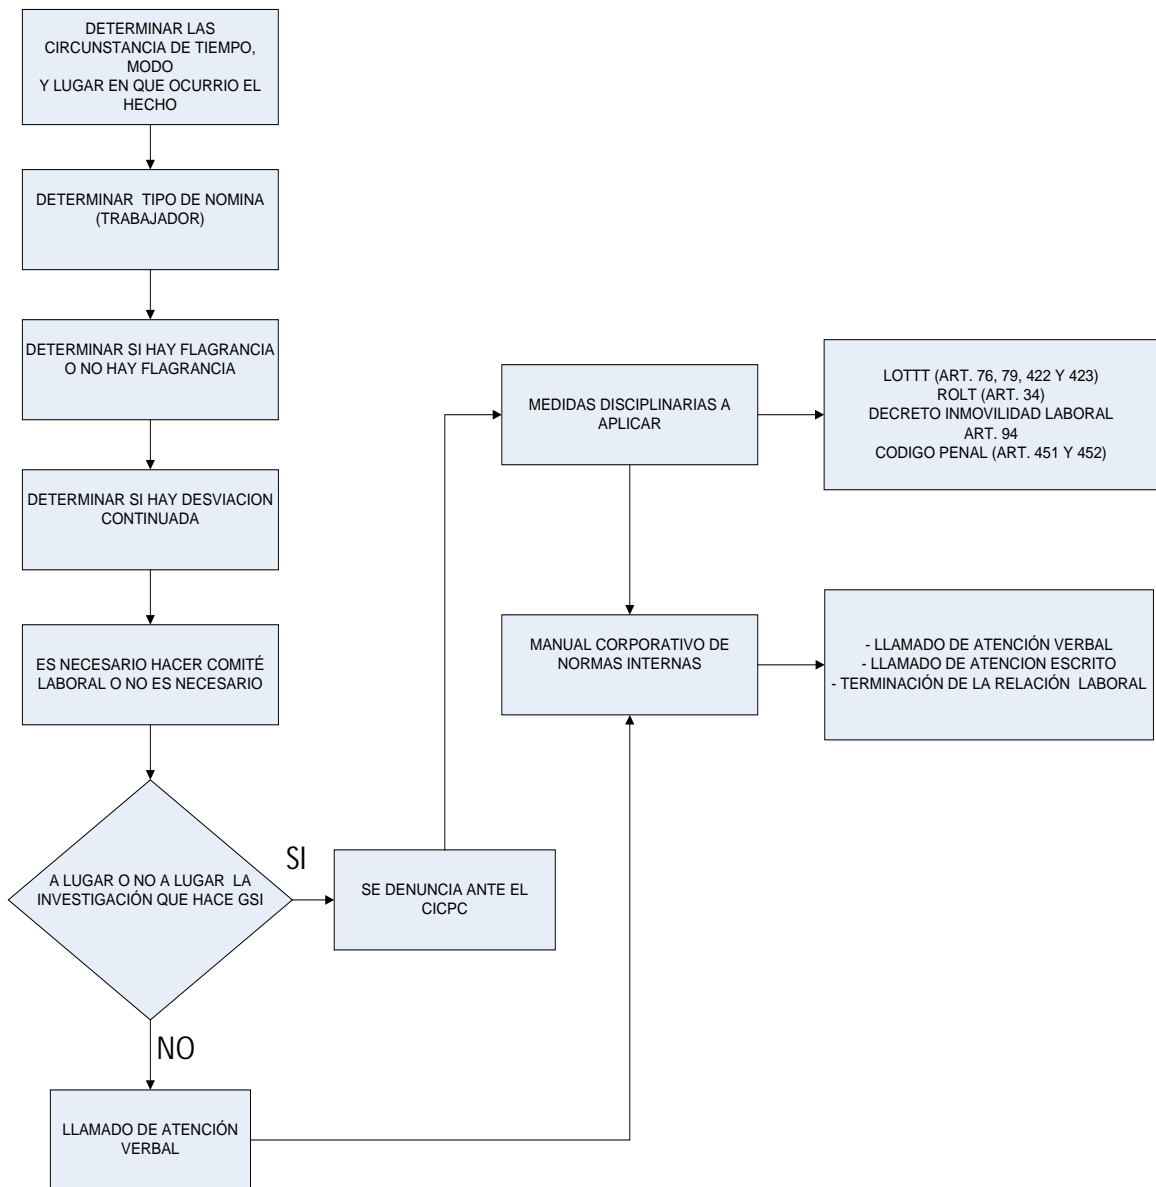 DETERMINAR LAS
CIRCUNSTANCIA DE TIEMPO,
MODO
Y LUGAR EN QUE OCURRIO EL
HECHO
DETERMINAR TIPO DE NOMINA
(TRABAJADOR)
DETERMINAR SI HAY FLAGRANCIA
O NO HAY FLAGRANCIA
DETERMINAR SI HAY DESVIACION
CONTINUADA
ES NECESARIO HACER COMITÉ
LABORAL O NO ES NECESARIO
A LUGAR O NO A LUGAR LA
INVESTIGACIÓN QUE HACE GSI
SI
SE DENUNCIA ANTE EL
CICPC
NO
LLAMADO DE ATENCIÓN
VERBAL
MEDIDAS DISCIPLINARIAS A
APLICAR
LOTTT (ART. 76, 79, 422 Y 423)
ROLT (ART. 34)
DECRETO INMOVILIDAD LABORAL
ART. 94
CODIGO PENAL (ART. 451 Y 452)
MANUAL CORPORATIVO DE
NORMAS INTERNAS
- LLAMADO DE ATENCIÓN VERBAL
- LLAMADO DE ATENCION ESCRITO
- TERMINACIÓN DE LA RELACIÓN LABORAL